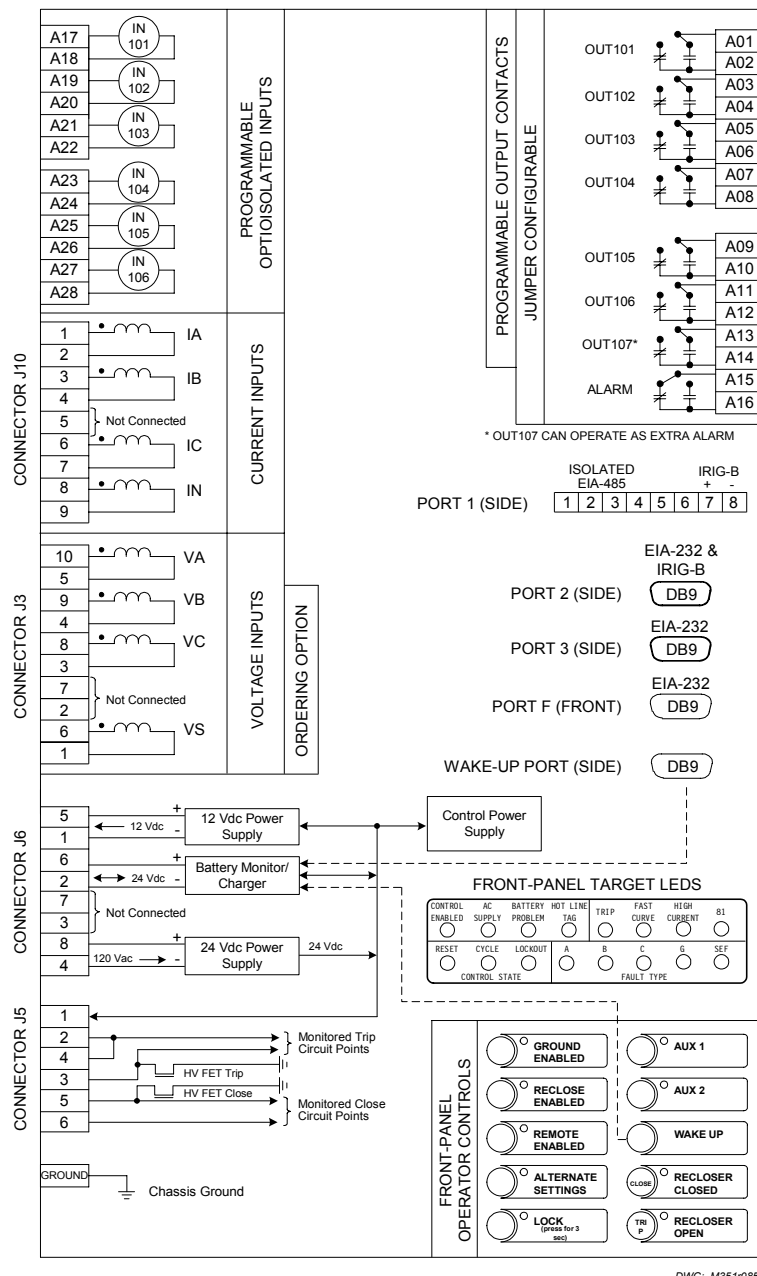 A17
A18
A19
A20
A21
A22
A23
A24
A25
A26
A27
A28
IN
101
IN
102
IN
103
IN
104
IN
105
IN
106
PROGRAMMABLE
OPTIOISOLATED INPUTS
CONNECTOR J10
1
2
3
4
5
6
7
8
9
IA
IB
Not Connected
IC
IN
CURRENT INPUTS
CONNECTOR J3
10
5
9
4
8
3
7
2
6
1
VA
VB
VC
Not Connected
VS
VOLTAGE INPUTS
ORDERING OPTION
CONNECTOR J6
5
1
6
2
7
3
8
4
12 Vdc
+
-
12 Vdc Power
Supply
24 Vdc
+
-
Battery Monitor/
Charger
Not Connected
120 Vac
+
-
24 Vdc Power
Supply
24 Vdc
Control Power
Supply
CONNECTOR J5
1
2
4
3
5
6
Monitored Trip
Circuit Points
HV FET Trip
HV FET Close
Monitored Close
Circuit Points
GROUND
Chassis Ground
PROGRAMMABLE OUTPUT CONTACTS
JUMPER CONFIGURABLE
OUT101
OUT102
OUT103
OUT104
OUT105
OUT106
OUT107*
ALARM
A01
A02
A03
A04
A05
A06
A07
A08
A09
A10
A11
A12
A13
A14
A15
A16
* OUT107 CAN OPERATE AS EXTRA ALARM
ISOLATED
EIA-485
IRIG-B
+ -
PORT 1 (SIDE)
1 2 3 4 5 6 7 8
EIA-232 &
IRIG-B
PORT 2 (SIDE)
DB9
EIA-232
PORT 3 (SIDE)
DB9
EIA-232
PORT F (FRONT)
DB9
WAKE-UP PORT (SIDE)
DB9
FRONT-PANEL TARGET LEDS
CONTROL
ENABLED
AC
SUPPLY
BATTERY
PROBLEM
HOT LINE
TAG
TRIP
FAST
CURVE
HIGH
CURRENT
81
RESET
CYCLE
LOCKOUT
A
B
C
G
SEF
CONTROL STATE
FAULT TYPE
FRONT-PANEL
OPERATOR CONTROLS
GROUND
ENABLED
AUX 1
RECLOSE
ENABLED
AUX 2
REMOTE
ENABLED
WAKE UP
ALTERNATE
SETTINGS
CLOSE
RECLOSER
CLOSED
LOCK
(press for 3
sec)
TRI
P
RECLOSER
OPEN
DWG: M351r085